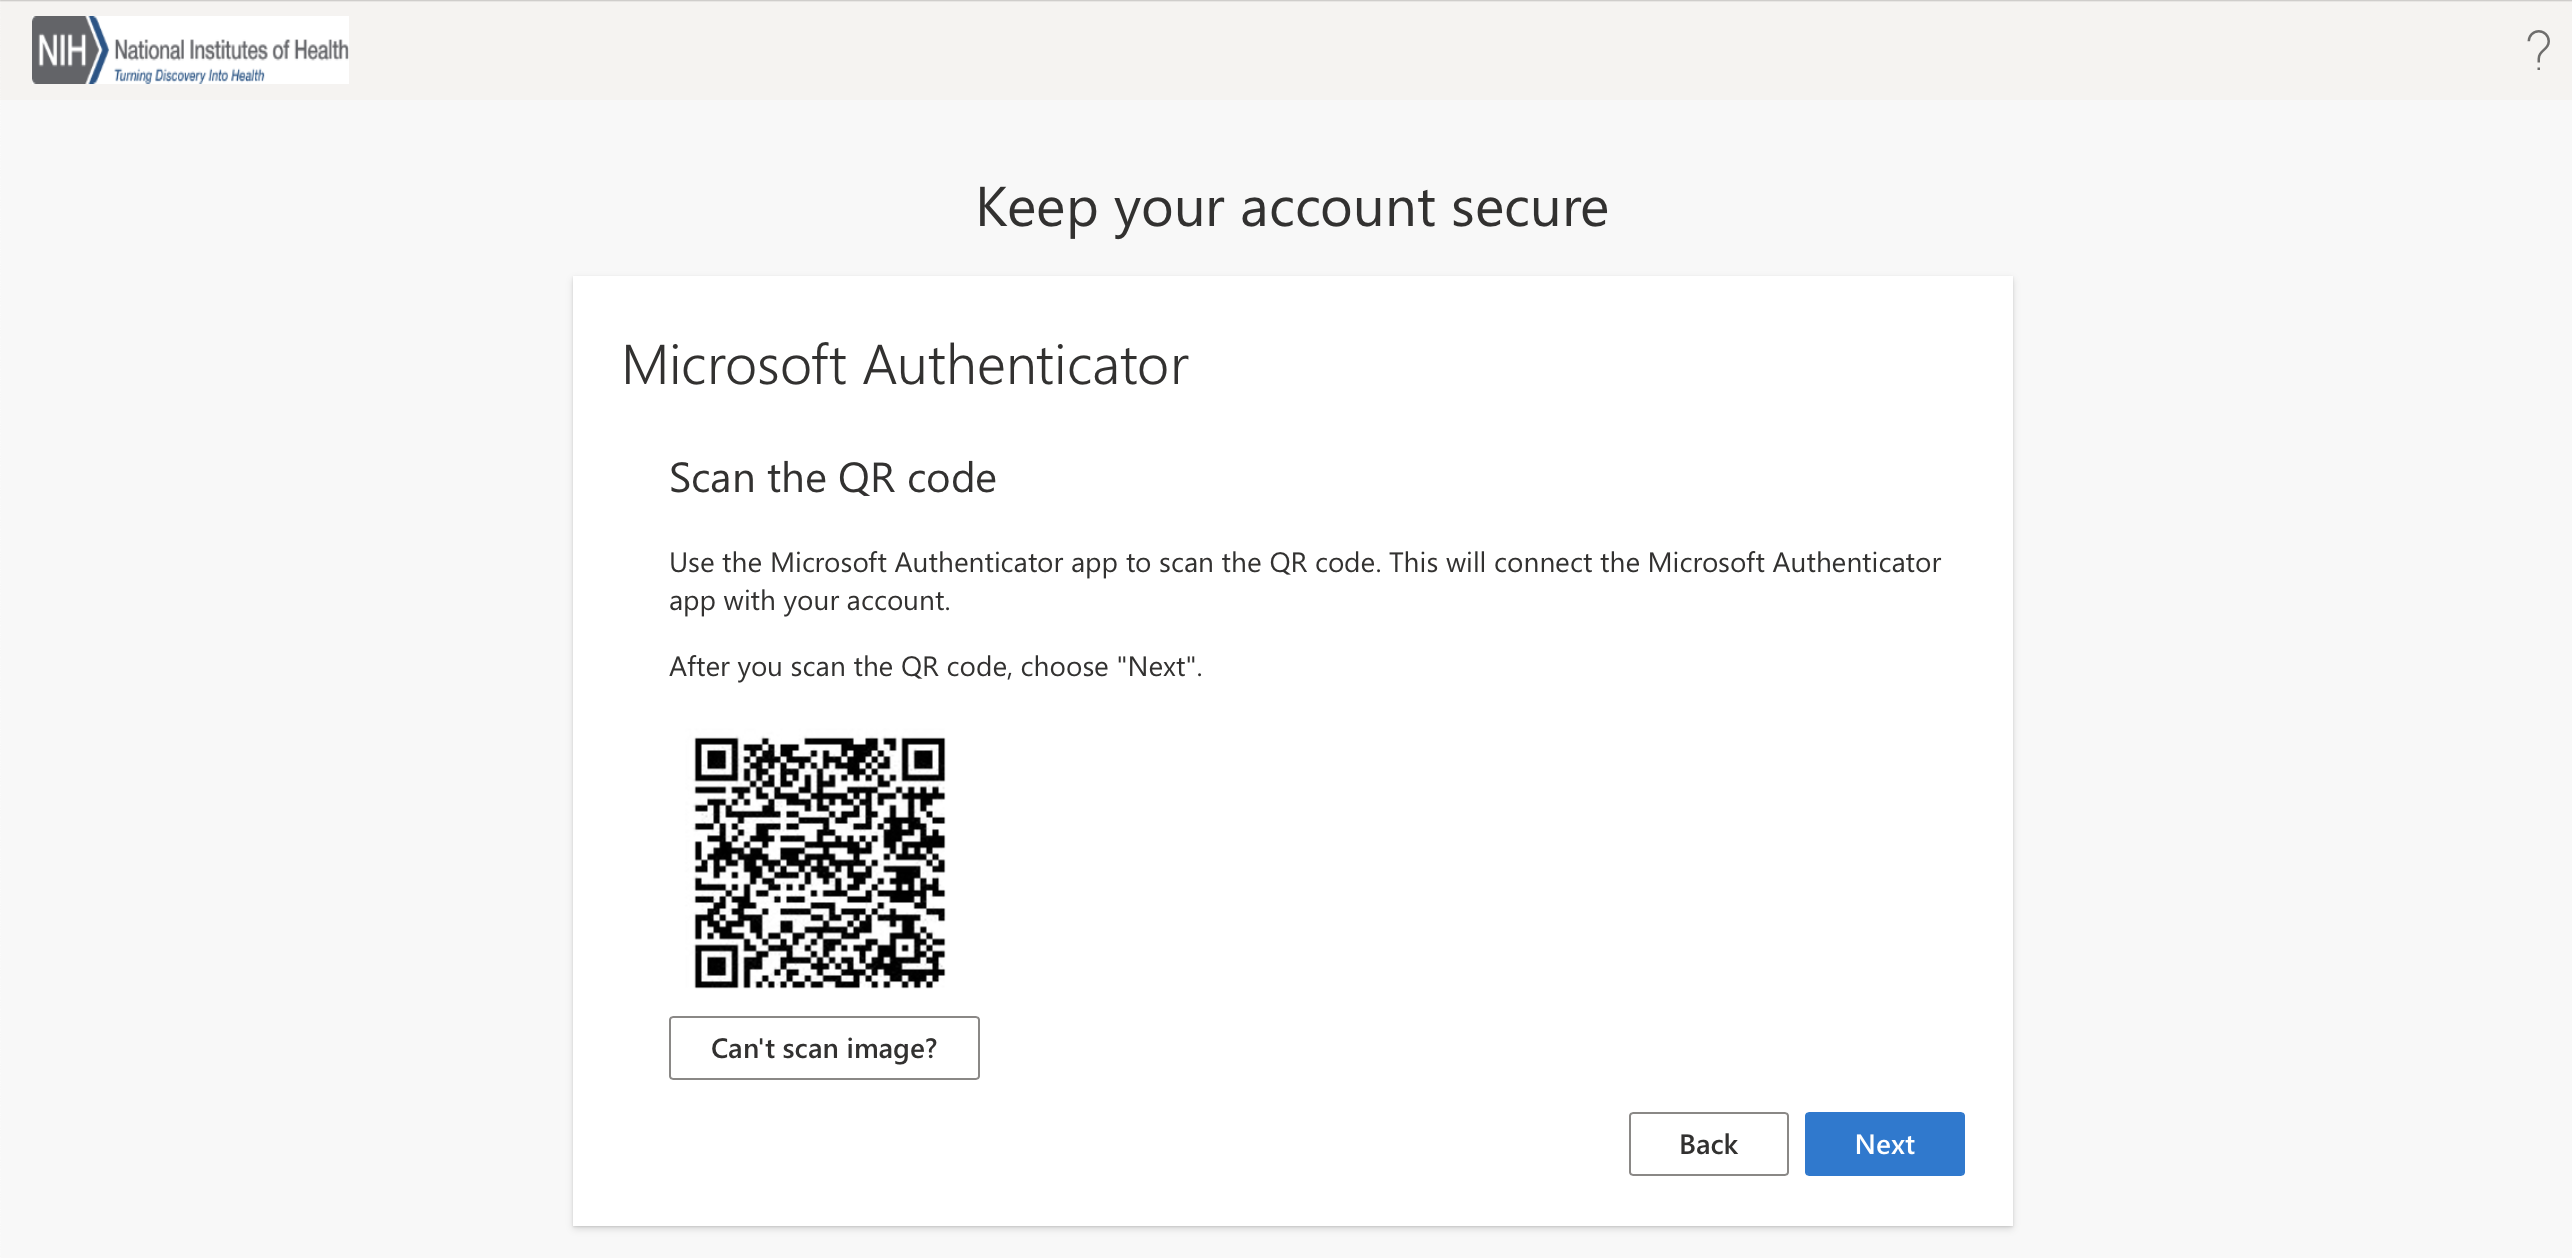 NIH National Institutes of Health
Turning Discovery Into Health
?
Keep your account secure
Microsoft Authenticator
Scan the QR code
Use the Microsoft Authenticator app to scan the QR code. This will connect the Microsoft Authenticator
app with your account.
After you scan the QR code, choose "Next".
Can't scan image?
Back
Next